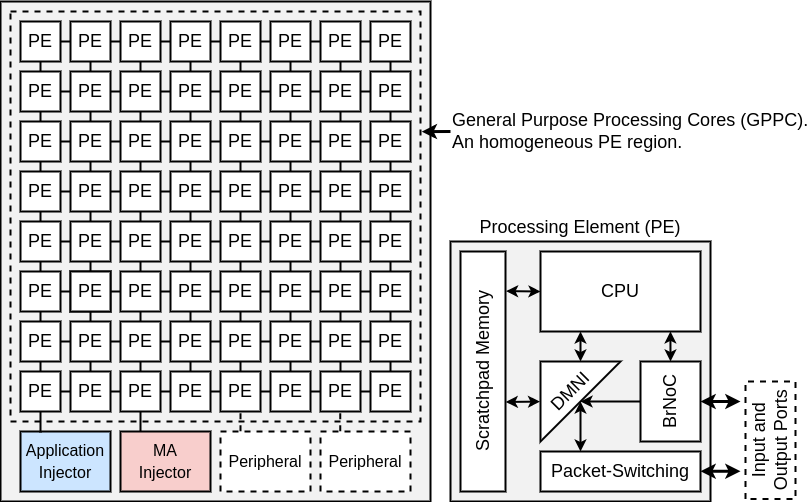 PE PE PE PE PE PE PE PE
PE PE PE PE PE PE PE PE
PE PE PE PE PE PE PE PE
PE PE PE PE PE PE PE PE
PE PE PE PE PE PE PE PE
PE PE PE PE PE PE PE PE
PE PE PE PE PE PE PE PE
PE PE PE PE PE PE PE PE
Application
Injector
MA
Injector
Peripheral
Peripheral
General Purpose Processing Cores (GPPC).
An homogeneous PE region.
Processing Element (PE)
Scratchpad Memory
CPU
DMNI
BrNoC
Packet-Switching
Input and
Output Ports